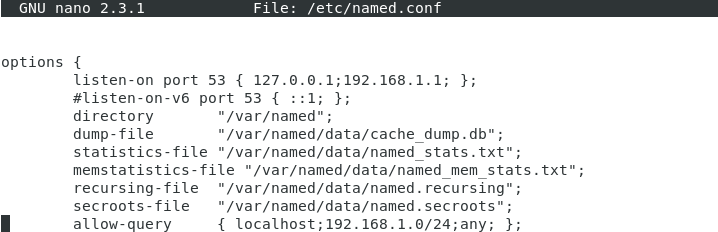 GNU nano 2.3.1 File: /etc/named.conf
options {
listen-on port 53 { 127.0.0.1;192.168.1.1; };
#listen-on-v6 port 53 { ::1; };
directory "/var/named";
dump-file "/var/named/data/cache_dump.db";
statistics-file "/var/named/data/named_stats.txt";
memstatistics-file "/var/named/data/named_mem_stats.txt";
recursing-file "/var/named/data/named.recursing";
secroots-file "/var/named/data/named.secroots";
allow-query { localhost;192.168.1.0/24;any; };